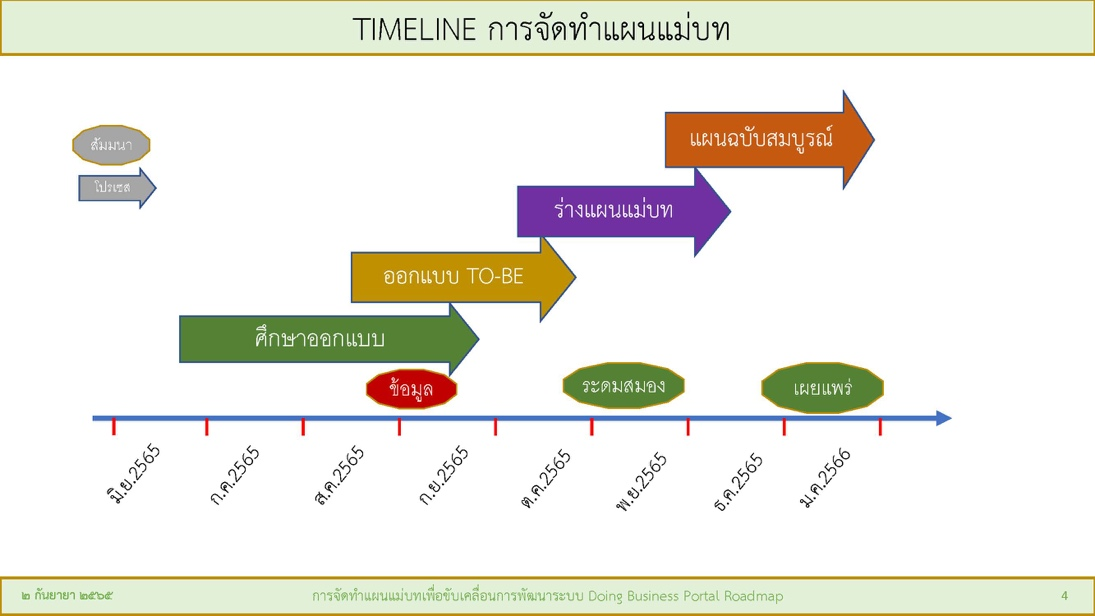 TIMELINE การจัดทำแผนแม่บท
สัมมนา
โปรเซส
แผนฉบับสมบูรณ์
ร่างแผนแม่บท
ออกแบบ TO-BE
ศึกษาออกแบบ
ข้อมูล
ระดมสมอง
เผยแพร่
มิ.ย.2565
ก.ค.2565
ส.ค.2565
ก.ย.2565
ต.ค.2565
พ.ย.2565
ธ.ค.2565
ม.ค.2566
๒ กันยายา ๒๕๖๕
การจัดทำแผนแม่บทเพื่อขับเคลื่อนการพัฒนาระบบ Doing Business Portal Roadmap
4